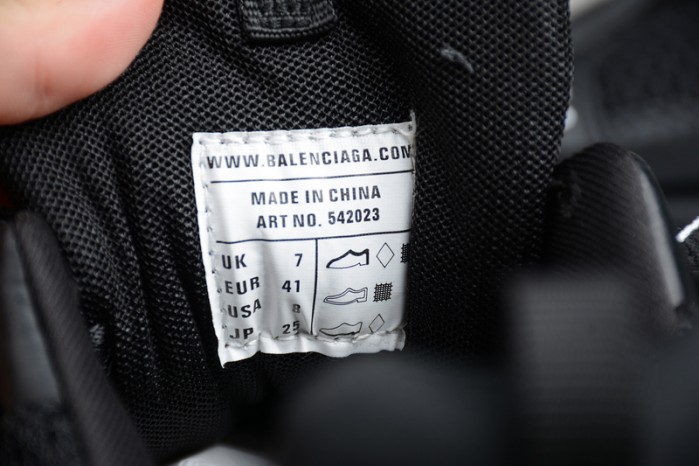 WWW.BALENCIAGA.COM
MADE IN CHINA
ART NO. 542023
UK 7
EUR 41
USA 8
JP 25